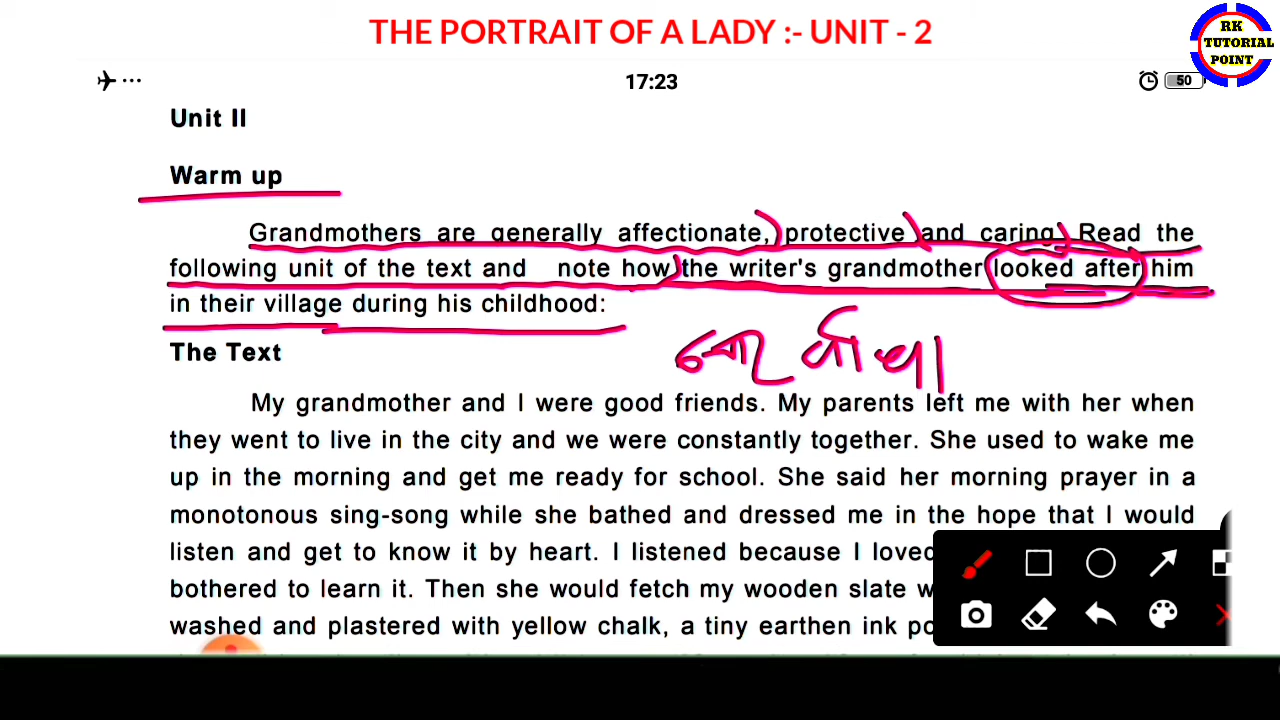 THE PORTRAIT OF A LADY :- UNIT - 2
RK
TUTORIAL
POINT
17:23
50
Unit II
Warm up
Grandmothers are generally affectionate, protective and caring. Read the
following unit of the text and note how the writer's grandmother looked after him
in their village during his childhood:
The Text
My grandmother and I were good friends. My parents left me with her when
they went to live in the city and we were constantly together. She used to wake me
up in the morning and get me ready for school. She said her morning prayer in a
monotonous sing-song while she bathed and dressed me in the hope that I would
listen and get to know it by heart. I listened because I loved
bothered to learn it. Then she would fetch my wooden slate
washed and plastered with yellow chalk, a tiny earthen ink